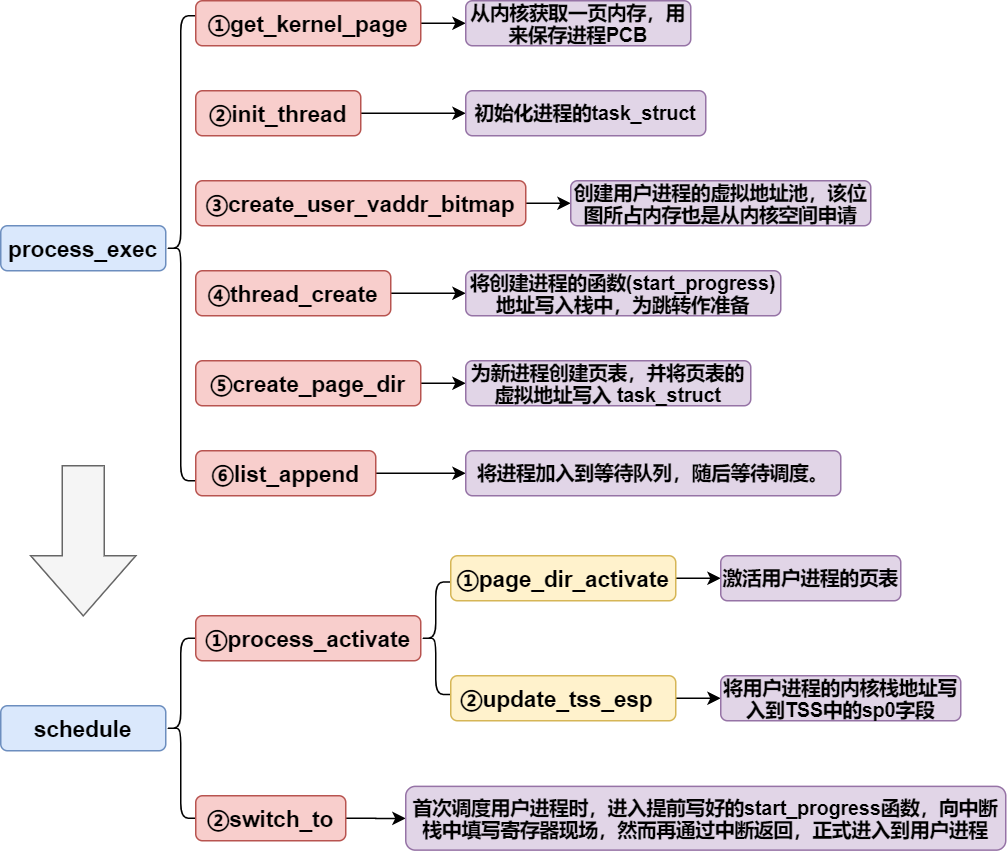 ①get_kernel_page
从内核获取一页内存，用
来保存进程PCB
②init_thread
初始化进程的task_struct
③create_user_vaddr_bitmap
创建用户进程的虚拟地址池，该位
图所占内存也是从内核空间申请
process_exec
④thread_create
将创建进程的函数(start_progress)
地址写入栈中，为跳转作准备
⑤create_page_dir
为新进程创建页表，并将页表的
虚拟地址写入 task_struct
⑥list_append
将进程加入到等待队列，随后等待调度。
①page_dir_activate
激活用户进程的页表
①process_activate
②update_tss_esp
将用户进程的内核栈地址写
入到TSS中的sp0字段
schedule
②switch_to
首次调度用户进程时，进入提前写好的start_progress函数，向中断
栈中填写寄存器现场，然而再通过中断返回，正式进入到用户进程